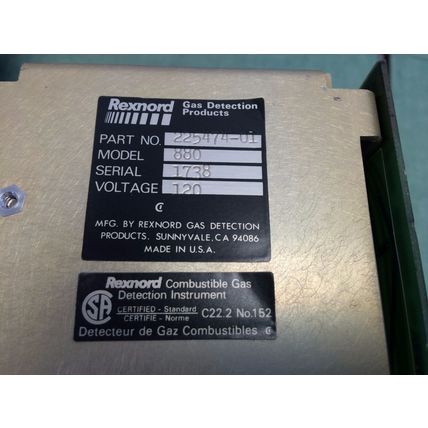 Rexnord Gas Detection
Products
PART NO. 225474-01
MODEL 880
SERIAL 1738
VOLTAGE 120
MFG. BY REXNORD GAS DETECTION
PRODUCTS. SUNNYVALE, CA 94086
MADE IN U.S.A.
Rexnord Combustible Gas
Detection Instrument
SA
CERTIFIED - Standard
CERTIFIE - Norme
C22.2 No.152
Detecteur de Gaz Combustibles